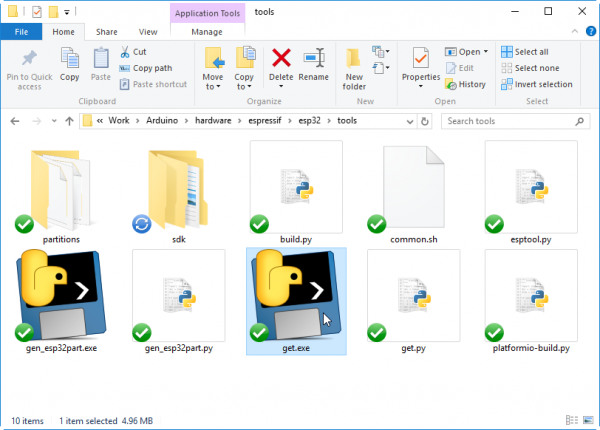 Application Tools
tools
File
Home
Share
View
Manage
Pin to Quick access
Copy
Paste
Cut
Copy path
Paste shortcut
Clipboard
Move to
Copy to
Delete
Rename
Organize
New folder
New
Properties
Open
Edit
History
Open
Select all
Select none
Invert selection
Select
« Work › Arduino › hardware › espressif › esp32 › tools
Search tools
partitions
sdk
build.py
common.sh
esptool.py
gen_esp32part.exe
gen_esp32part.py
get.exe
get.py
platformio-build.py
10 items
1 item selected 4.96 MB